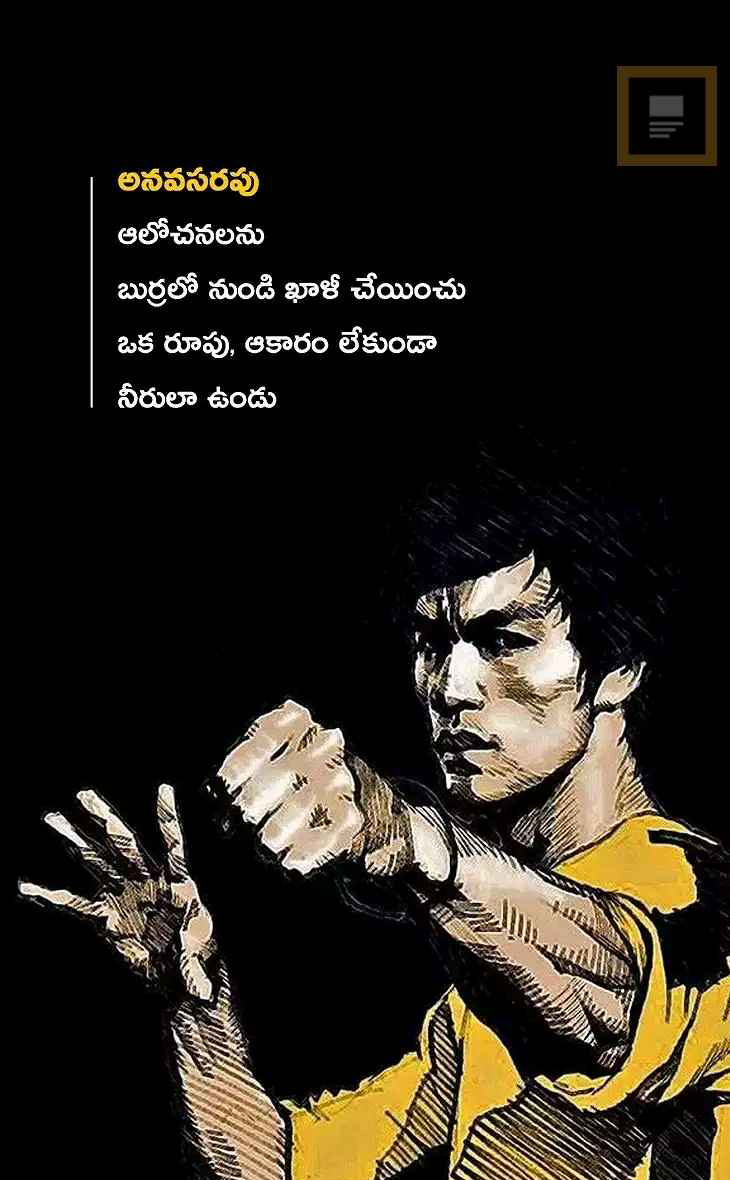 అనవసరపు
ఆలోచనలను
బుర్రలో నుండి ఖాళీ చేయించు
ఒక రూపు, ఆకారం లేకుండా
నీరులా ఉండు